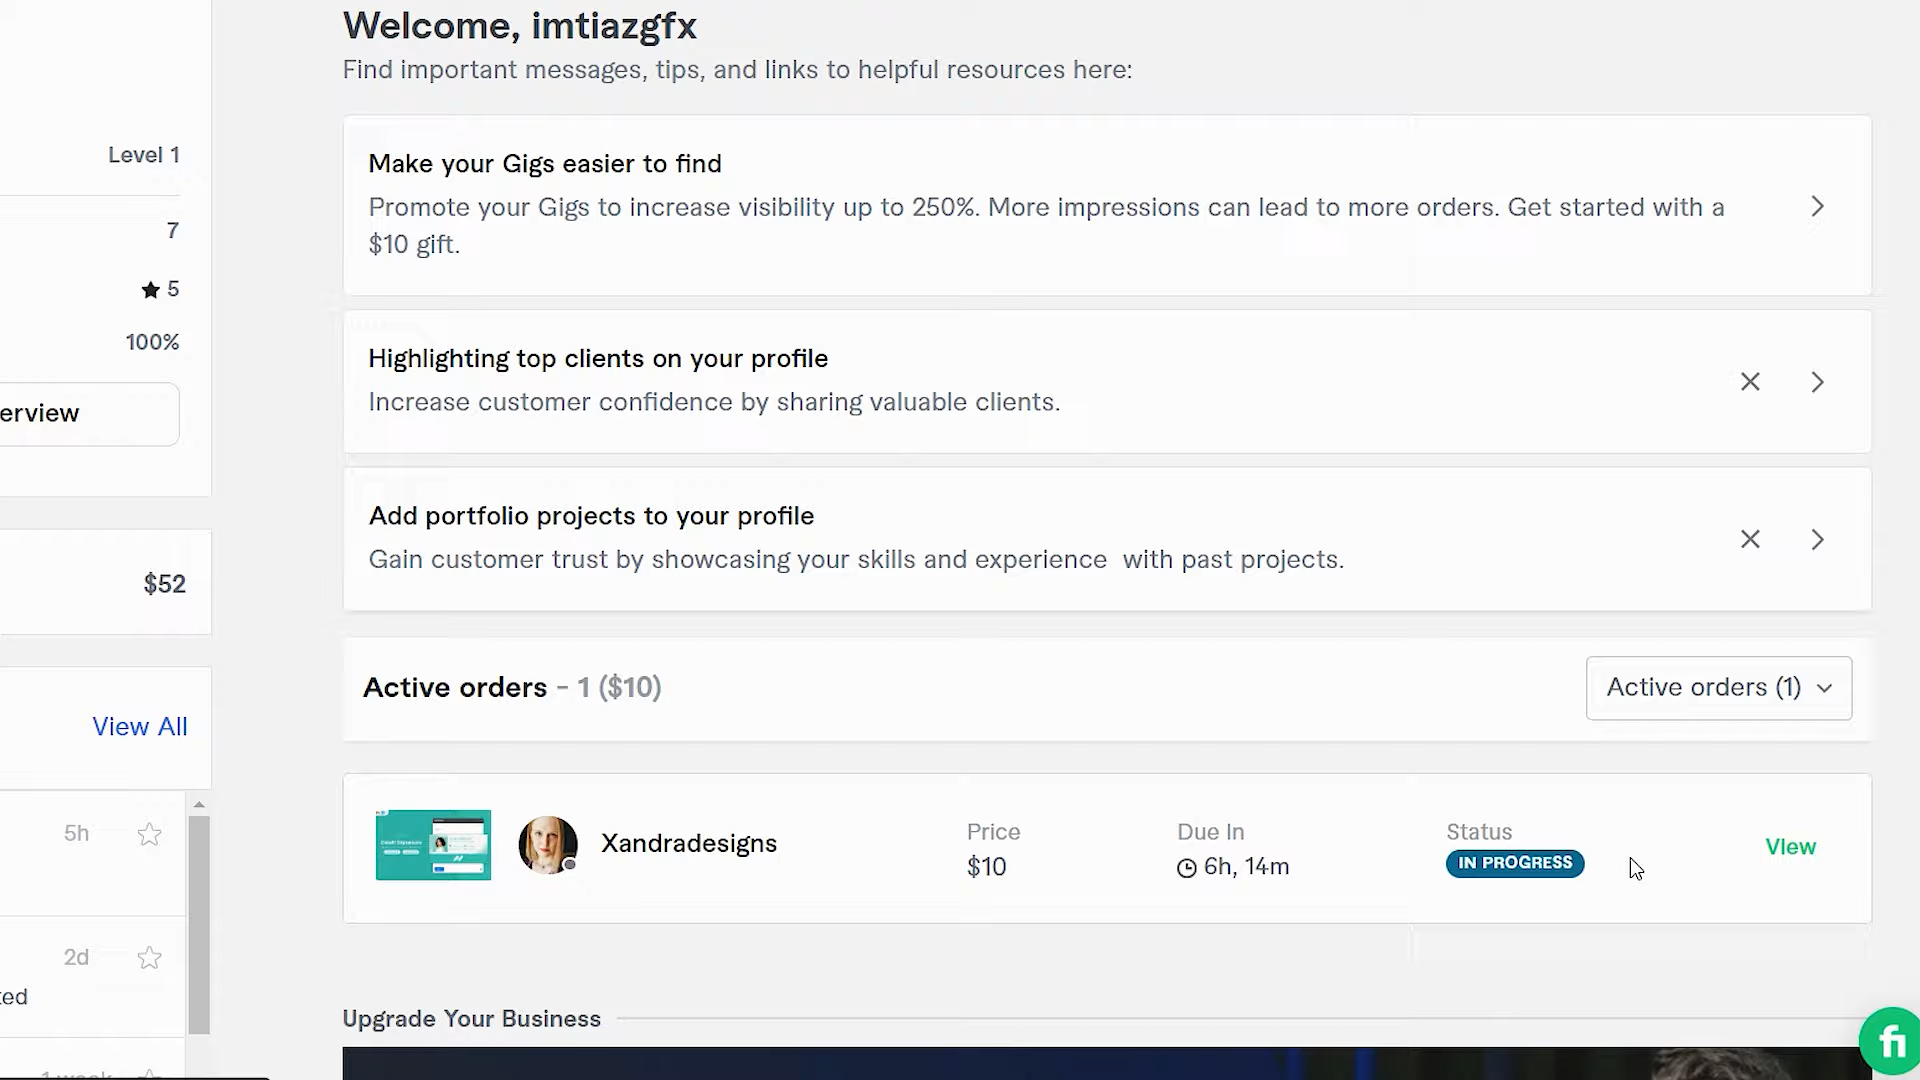 Welcome, imtiazgfx
Find important messages, tips, and links to helpful resources here:
Level 1
7
5
100%
erview
$52
View All
5h
2d
ted
Make your Gigs easier to find
Promote your Gigs to increase visibility up to 250%. More impressions can lead to more orders. Get started with a
$10 gift.
Highlighting top clients on your profile
Increase customer confidence by sharing valuable clients.
Add portfolio projects to your profile
Gain customer trust by showcasing your skills and experience with past projects.
Active orders - 1 ($10)
Active orders (1)
Xandradesigns
Price
$10
Due In
6h, 14m
Status
IN PROGRESS
View
Upgrade Your Business
fi